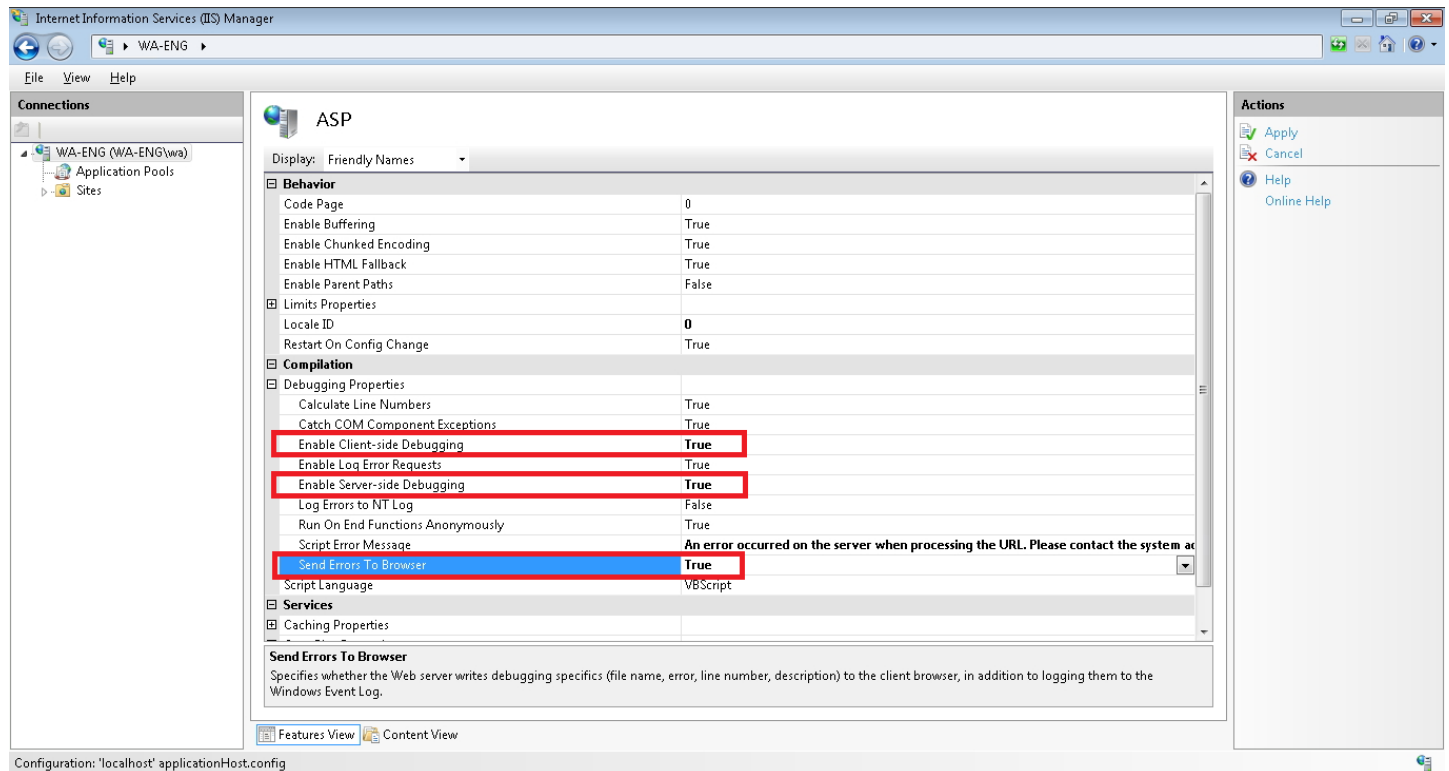 Internet Information Services (IIS) Manager
WA-ENG
File View Help
Connections
WA-ENG (WA-ENG\wa)
Application Pools
Sites
ASP
Display: Friendly Names
Behavior
Code Page 0
Enable Buffering True
Enable Chunked Encoding True
Enable HTML Fallback True
Enable Parent Paths False
Limits Properties
Locale ID 0
Restart On Config Change True
Compilation
Debugging Properties
Calculate Line Numbers True
Catch COM Component Exceptions True
Enable Client-side Debugging True
Enable Log Error Requests True
Enable Server-side Debugging True
Log Errors to NT Log False
Run On End Functions Anonymously True
Script Error Message An error occurred on the server when processing the URL. Please contact the system
Send Errors To Browser True
Script Language VBScript
Services
Caching Properties
Send Errors To Browser
Specifies whether the Web server writes debugging specifics (file name, error, line number, description) to the client browser, in addition to logging them to the
Windows Event Log.
Features View Content View
Actions
Apply
Cancel
Help
Online Help
Configuration: 'localhost' applicationHost.config